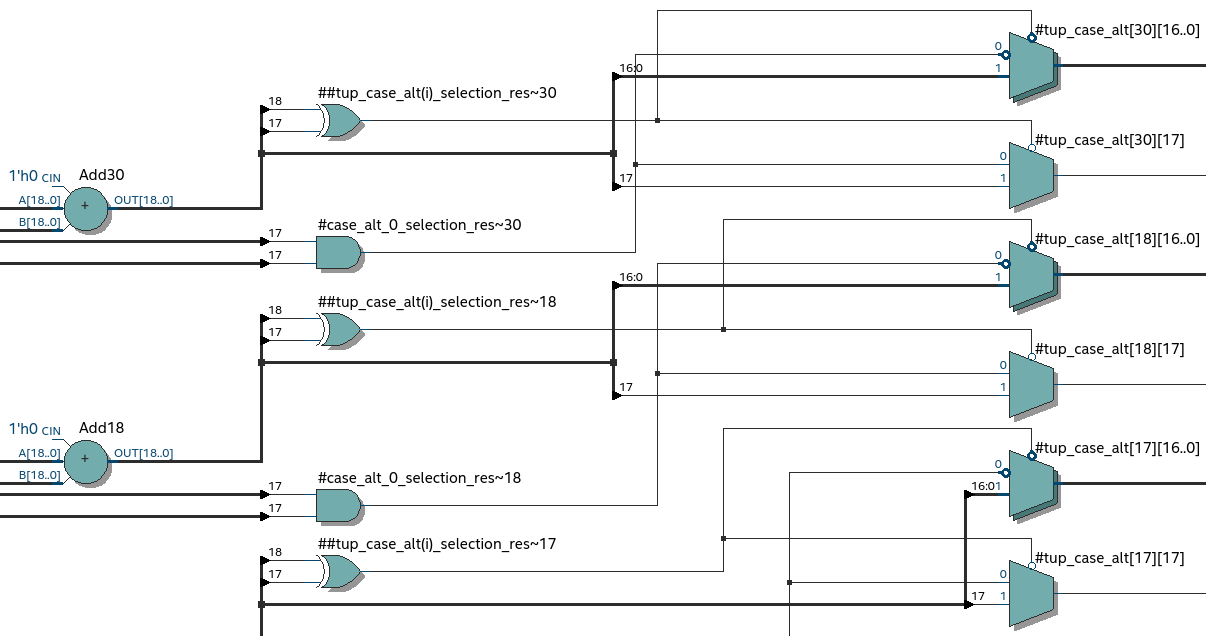 #tup_case_alt[30][16..0]
0
16:0
1
##tup_case_alt(i)_selection_res~30
18
17
#tup_case_alt[30][17]
0
17
1
1'h0 CIN
Add30
A[18..0]
OUT[18..0]
+
B[18..0]
#case_alt_0_selection_res~30
17
17
#tup_case_alt[18][16..0]
0
16:0
1
##tup_case_alt(i)_selection_res~18
18
17
#tup_case_alt[18][17]
0
17
1
1'h0 CIN
Add18
A[18..0]
OUT[18..0]
+
B[18..0]
#case_alt_0_selection_res~18
17
17
#tup_case_alt[17][16..0]
0
16:0
1
##tup_case_alt(i)_selection_res~17
18
17
#tup_case_alt[17][17]
0
17
1